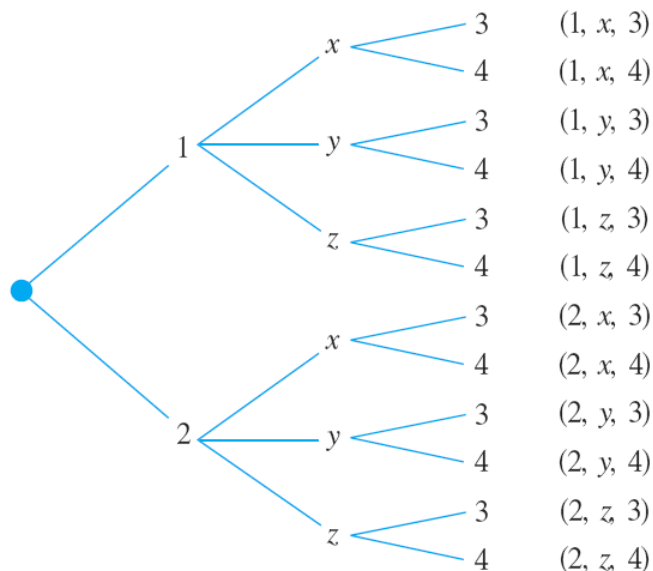 3 (1, x, 3)
x
4 (1, x, 4)
3 (1, y, 3)
1 y
4 (1, y, 4)
3 (1, z, 3)
z
4 (1, z, 4)
3 (2, x, 3)
x
4 (2, x, 4)
3 (2, y, 3)
2 y
4 (2, y, 4)
3 (2, z, 3)
z
4 (2, z, 4)